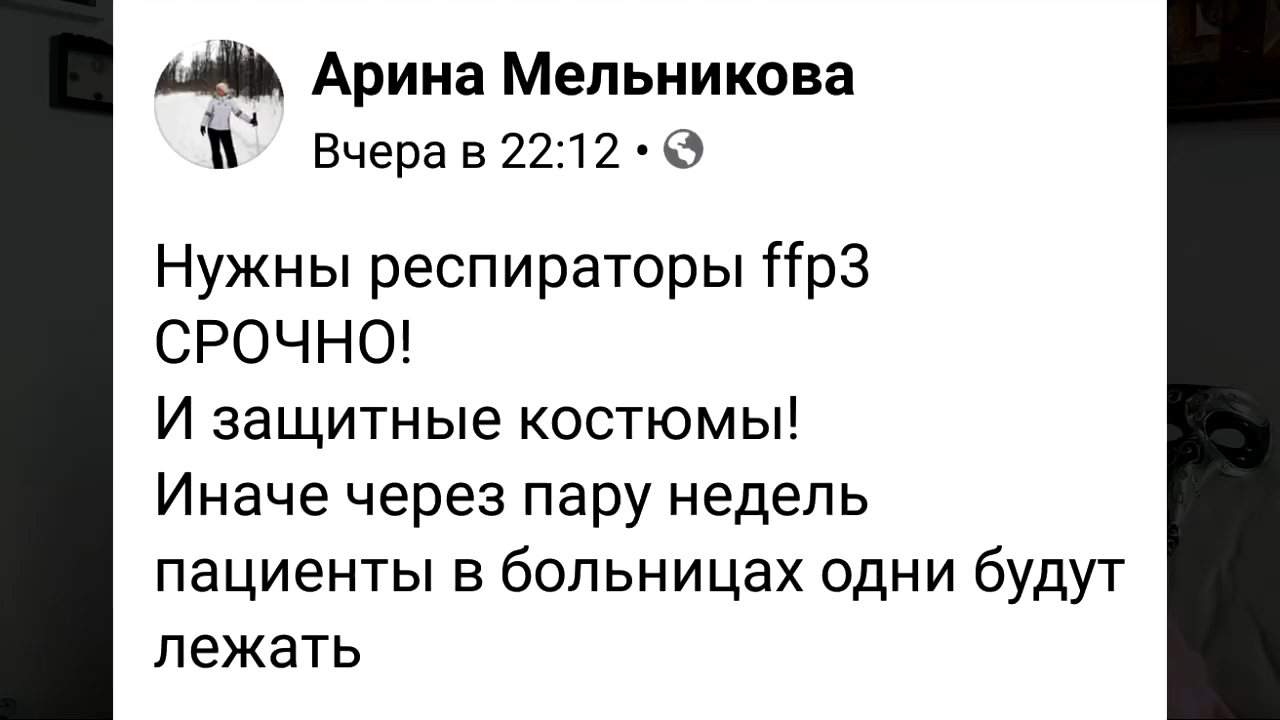 Арина Мельникова
Вчера в 22:12 •
Нужны респираторы ffp3
СРОЧНО!
И защитные костюмы!
Иначе через пару недель
пациенты в больницах одни будут
лежать